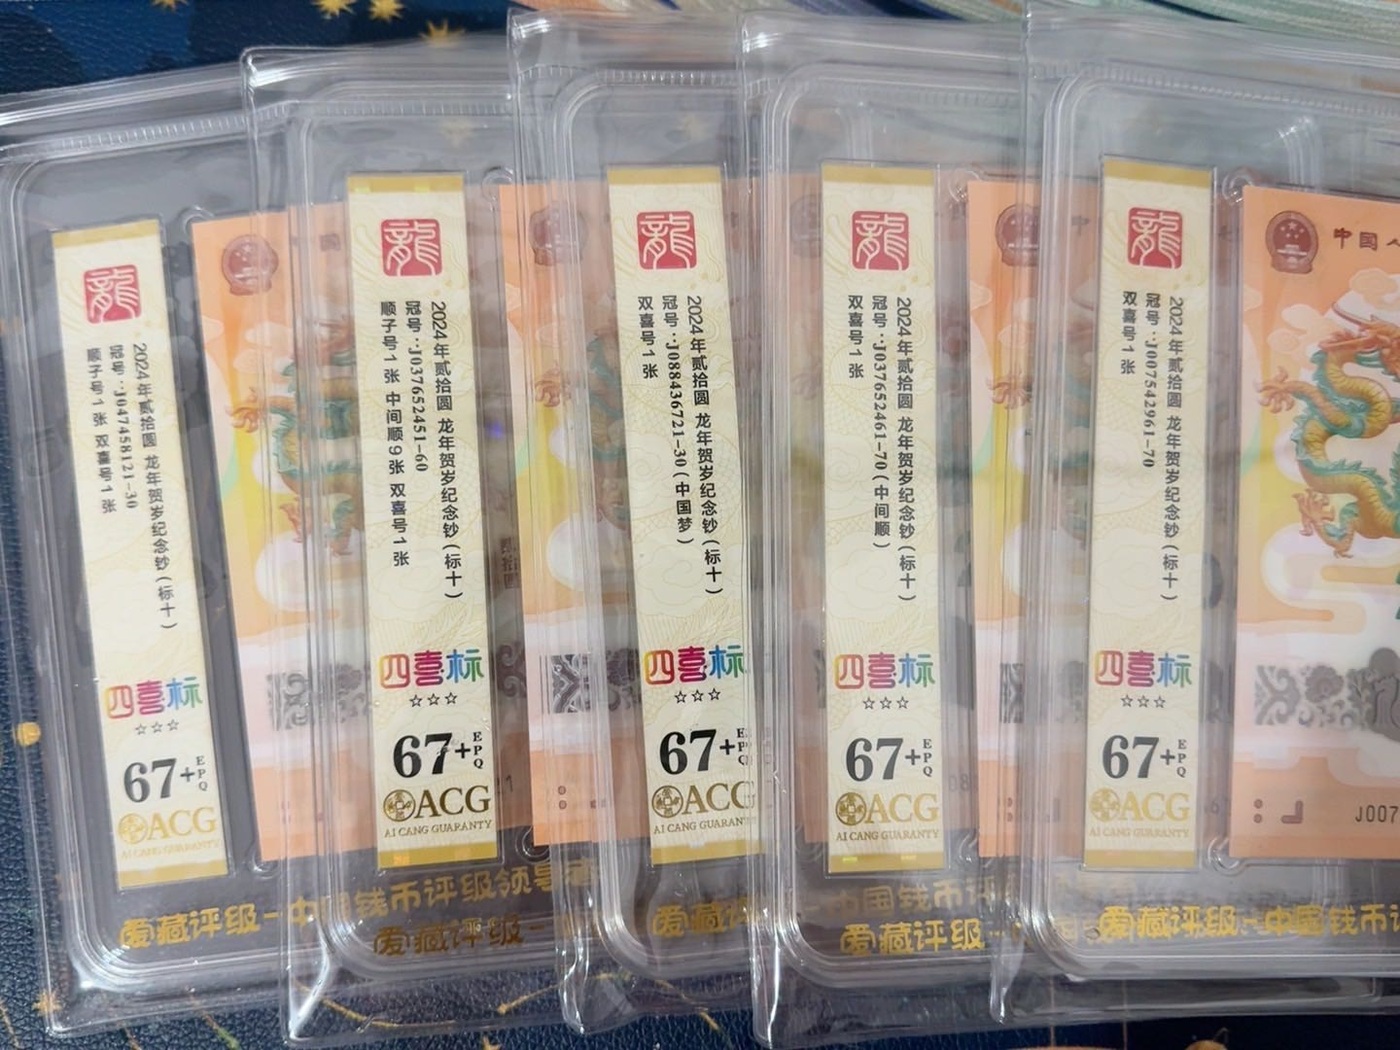 龍
2024年贰拾圆 龙年贺岁纪念钞(标十)
冠号:J047458121-30
顺子号1张 双喜号1张
四喜标
☆☆☆
67+EPQ
ACG
AI CANG GUARANTY
龍
2024年贰拾圆 龙年贺岁纪念钞(标十)
冠号:J037652451-60
顺子号1张 中间顺9张 双喜号1张
四喜标
☆☆☆
67+EPQ
ACG
AI CANG GUARANTY
龍
2024年贰拾圆 龙年贺岁纪念钞(标十)
冠号:J088436721-30(中国梦)
双喜号1张
四喜标
☆☆☆
67+EPQ
ACG
AI CANG GUARANTY
龍
2024年贰拾圆 龙年贺岁纪念钞(标十)
冠号:J037652461-70(中间顺)
双喜号1张
四喜标
☆☆☆
67+EPQ
ACG
AI CANG GUARANTY
龍
2024年贰拾圆 龙年贺岁纪念钞(标十)
冠号:J007542961-70
双喜号1张
四喜标
☆☆☆
67+EPQ
ACG
AI CANG GUARANTY
中国人
J007
爱藏评级-中国钱币评级领导者
爱藏评级-
爱藏评级
中国钱币评
爱藏评级-
爱藏评级-中国钱币评